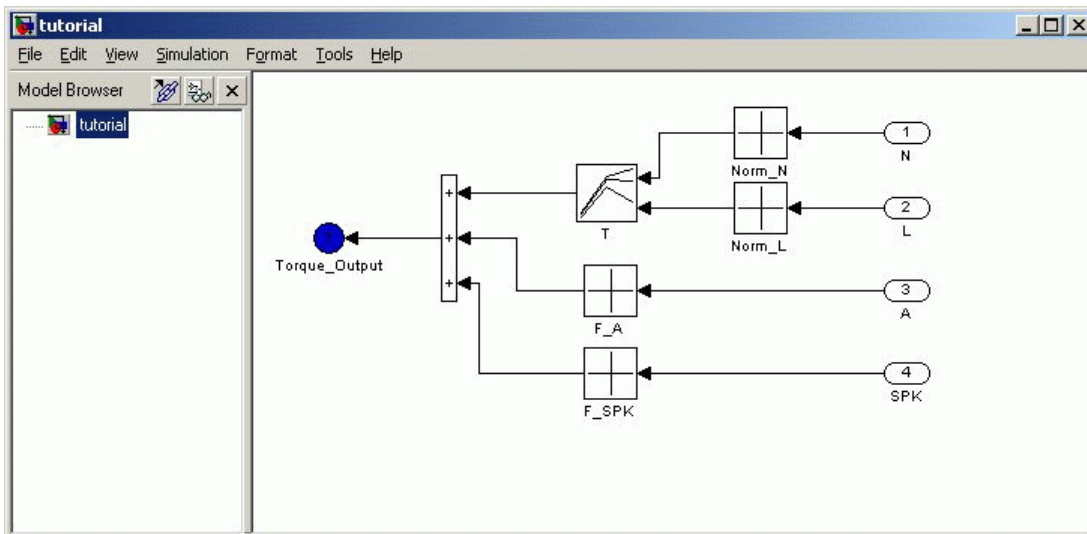 tutorial
File Edit View Simulation Format Tools Help
Model Browser
tutorial
1
N
Norm_N
2
L
Norm_L
T
+
+
+
Torque_Output
3
A
F_A
4
SPK
F_SPK